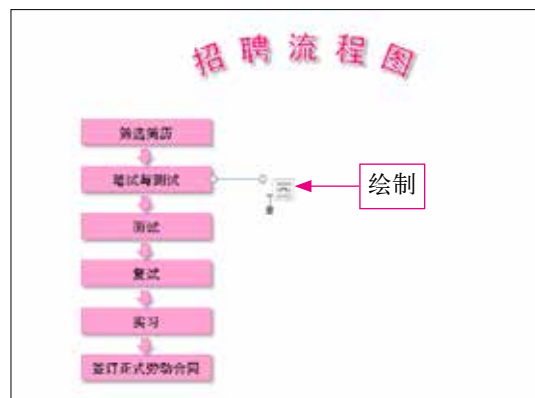 招聘流程图
筛选简历
笔试与测试
绘制
面试
复试
实习
签订正式劳动合同